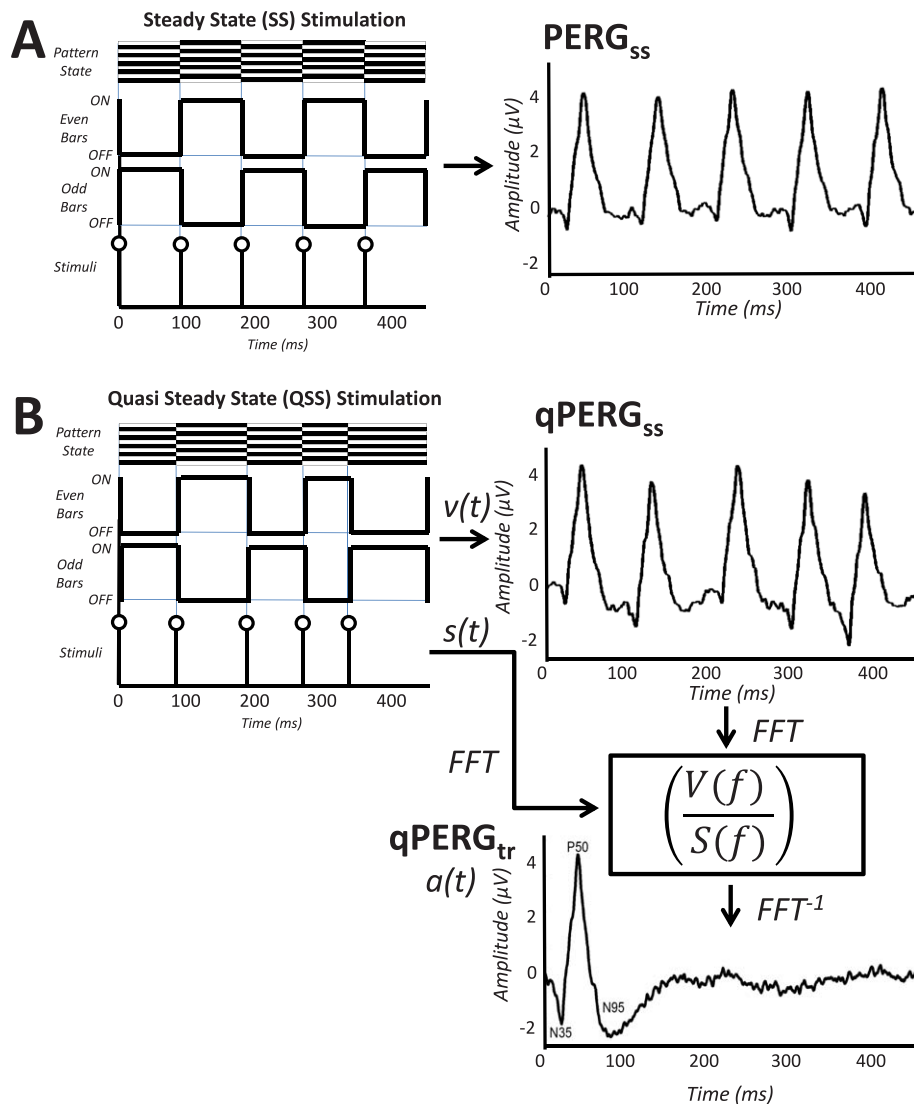 A
Steady State (SS) Stimulation
Pattern
State
ON
Even
Bars
OFF
ON
Odd
Bars
OFF
Stimuli
0 100 200 300 400
Time (ms)
PERGss
Amplitude (µV)
4
2
0
-2
0 100 200 300 400
Time (ms)
B
Quasi Steady State (QSS) Stimulation
Pattern
State
ON
Even
Bars
OFF
ON
Odd
Bars
OFF
Stimuli
0 100 200 300 400
Time (ms)
v(t)
s(t)
qPERGss
Amplitude (µV)
4
2
0
-2
0 100 200 300 400
Time (ms)
FFT
FFT
(V(f)
S(f))
FFT-1
qPERGtr
a(t)
Amplitude (µV)
4
2
0
-2
P50
N35
N95
0 100 200 300 400
Time (ms)